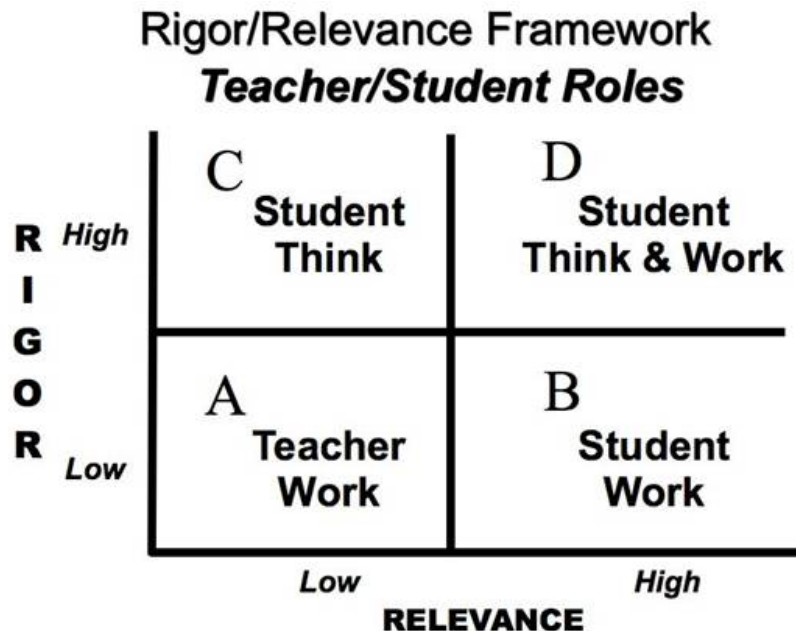 Rigor/Relevance Framework
Teacher/Student Roles
RIGOR
High
C
Student
Think
D
Student
Think & Work
Low
A
Teacher
Work
B
Student
Work
Low
High
RELEVANCE